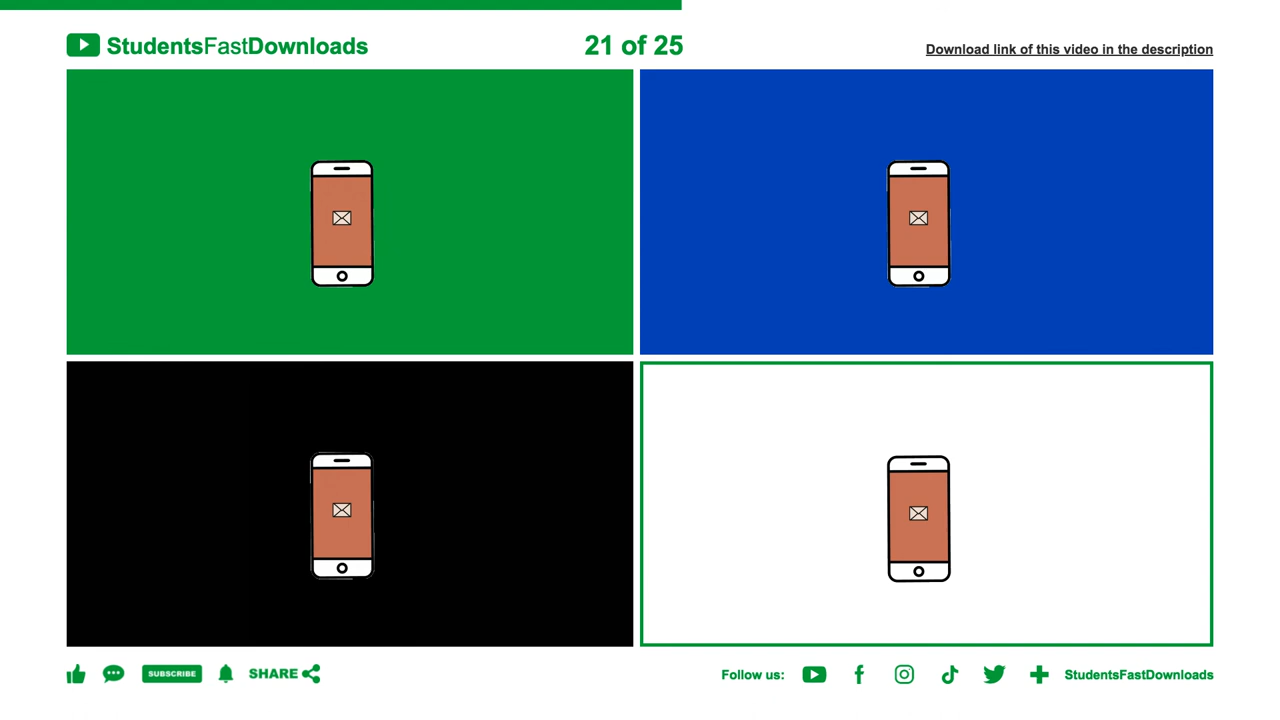 StudentsFastDownloads
21 of 25
Download link of this video in the description
SUBSCRIBE
SHARE
Follow us:
StudentsFastDownloads